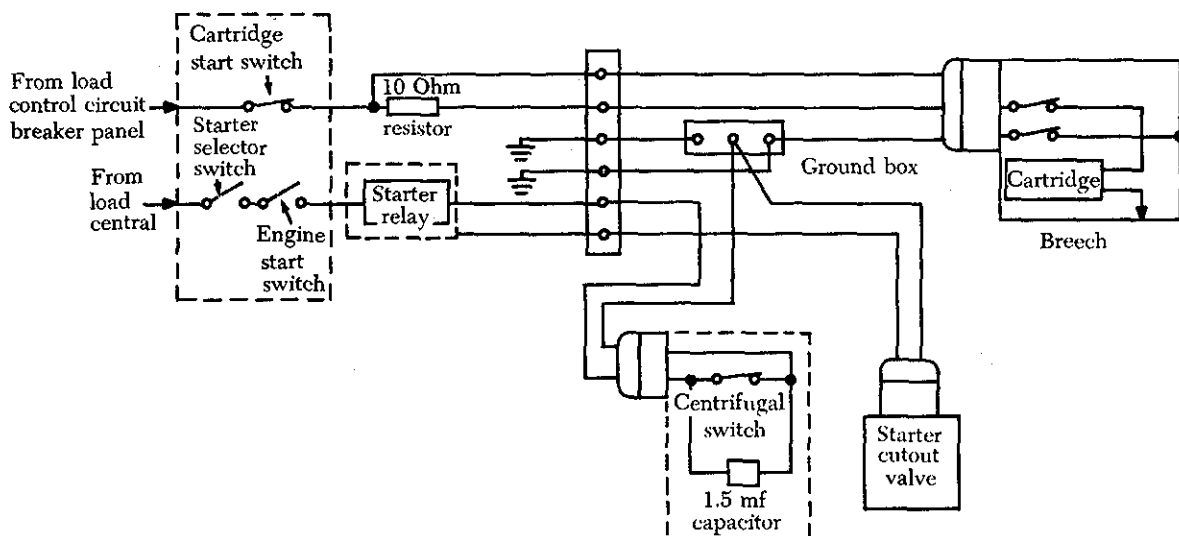 Cartridge
start switch
From load
control circuit
breaker panel
10 Ohm
resistor
Starter
selector
switch
From
load
central
Engine
start
switch
Starter
relay
Ground box
Cartridge
Breech
Centrifugal
switch
1.5 mf
capacitor
Starter
cutout
valve